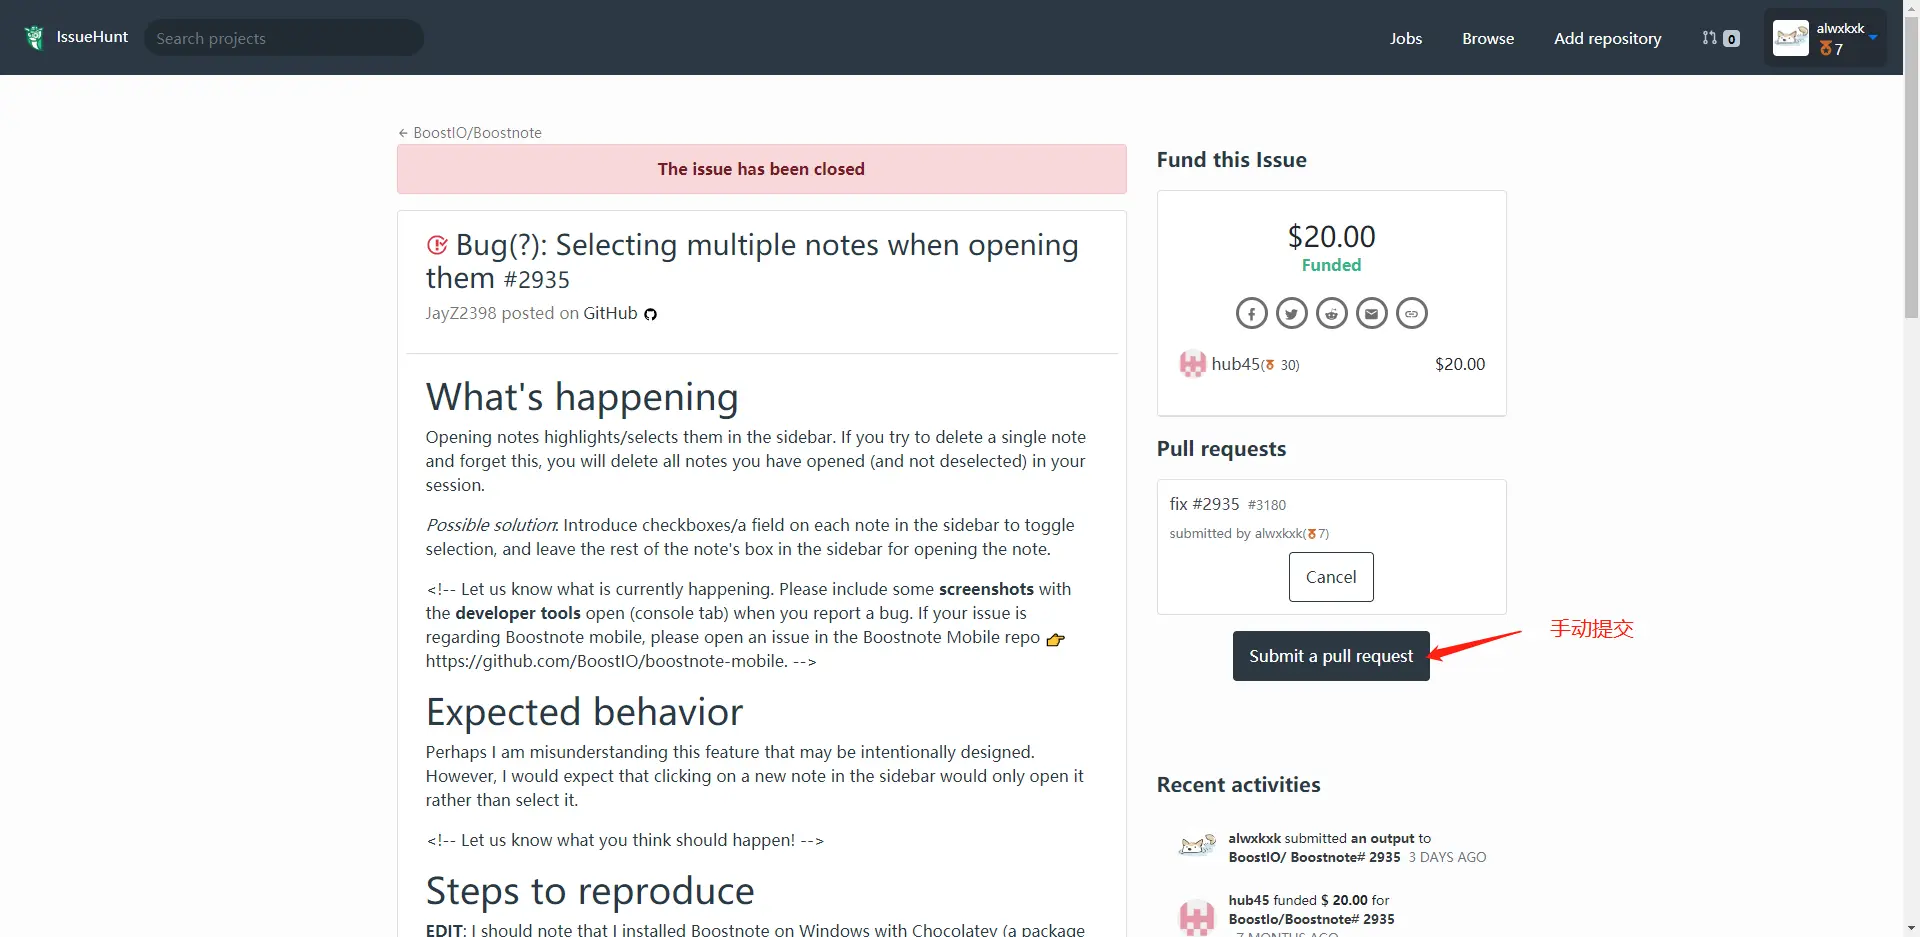 IssueHunt
Search projects
Jobs
Browse
Add repository
0
alwxkxk
7
← BoostIO/Boostnote
The issue has been closed
Bug(?): Selecting multiple notes when opening
them #2935
JayZ2398 posted on GitHub
What's happening
Opening notes highlights/selects them in the sidebar. If you try to delete a single note
and forget this, you will delete all notes you have opened (and not deselected) in your
session.
Possible solution: Introduce checkboxes/a field on each note in the sidebar to toggle
selection, and leave the rest of the note's box in the sidebar for opening the note.
<!-- Let us know what is currently happening. Please include some screenshots with
the developer tools open (console tab) when you report a bug. If your issue is
regarding Boostnote mobile, please open an issue in the Boostnote Mobile repo 👉
https://github.com/BoostIO/boostnote-mobile. -->
Expected behavior
Perhaps I am misunderstanding this feature that may be intentionally designed.
However, I would expect that clicking on a new note in the sidebar would only open it
rather than select it.
<!-- Let us know what you think should happen! -->
Steps to reproduce
EDIT: I should note that I installed Boostnote on Windows with Chocolatey (a package
Fund this Issue
$20.00
Funded
hub45( 30)
$20.00
Pull requests
fix #2935 #3180
submitted by alwxkxk( 7)
Cancel
Submit a pull request
手动提交
Recent activities
alwxkxk submitted an output to
BoostIO/ Boostnote# 2935 3 DAYS AGO
hub45 funded $ 20.00 for
BoostIo/Boostnote# 2935
7 MONTHS AGO